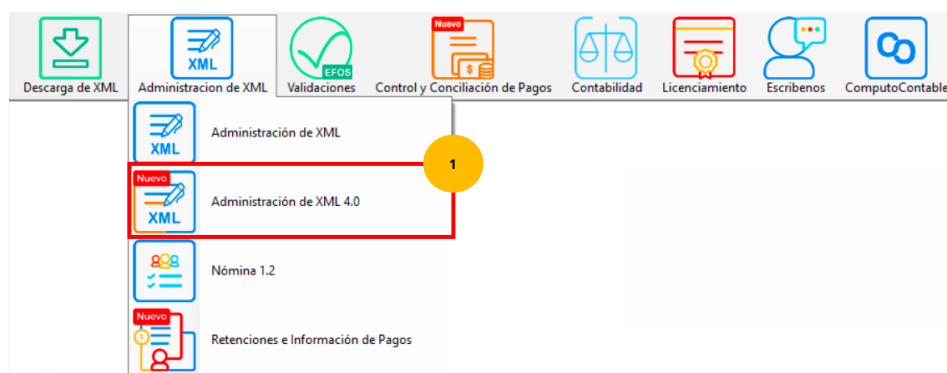 Nuevo
XML
EFOS
Descarga de XML
Administracion de XML
Validaciones
Control y Conciliación de Pagos
Contabilidad
Licenciamiento
Escribenos
ComputoContable
XML
Administración de XML
1
Nuevo
XML
Administración de XML 4.0
Nómina 1.2
Nuevo
Retenciones e Información de Pagos